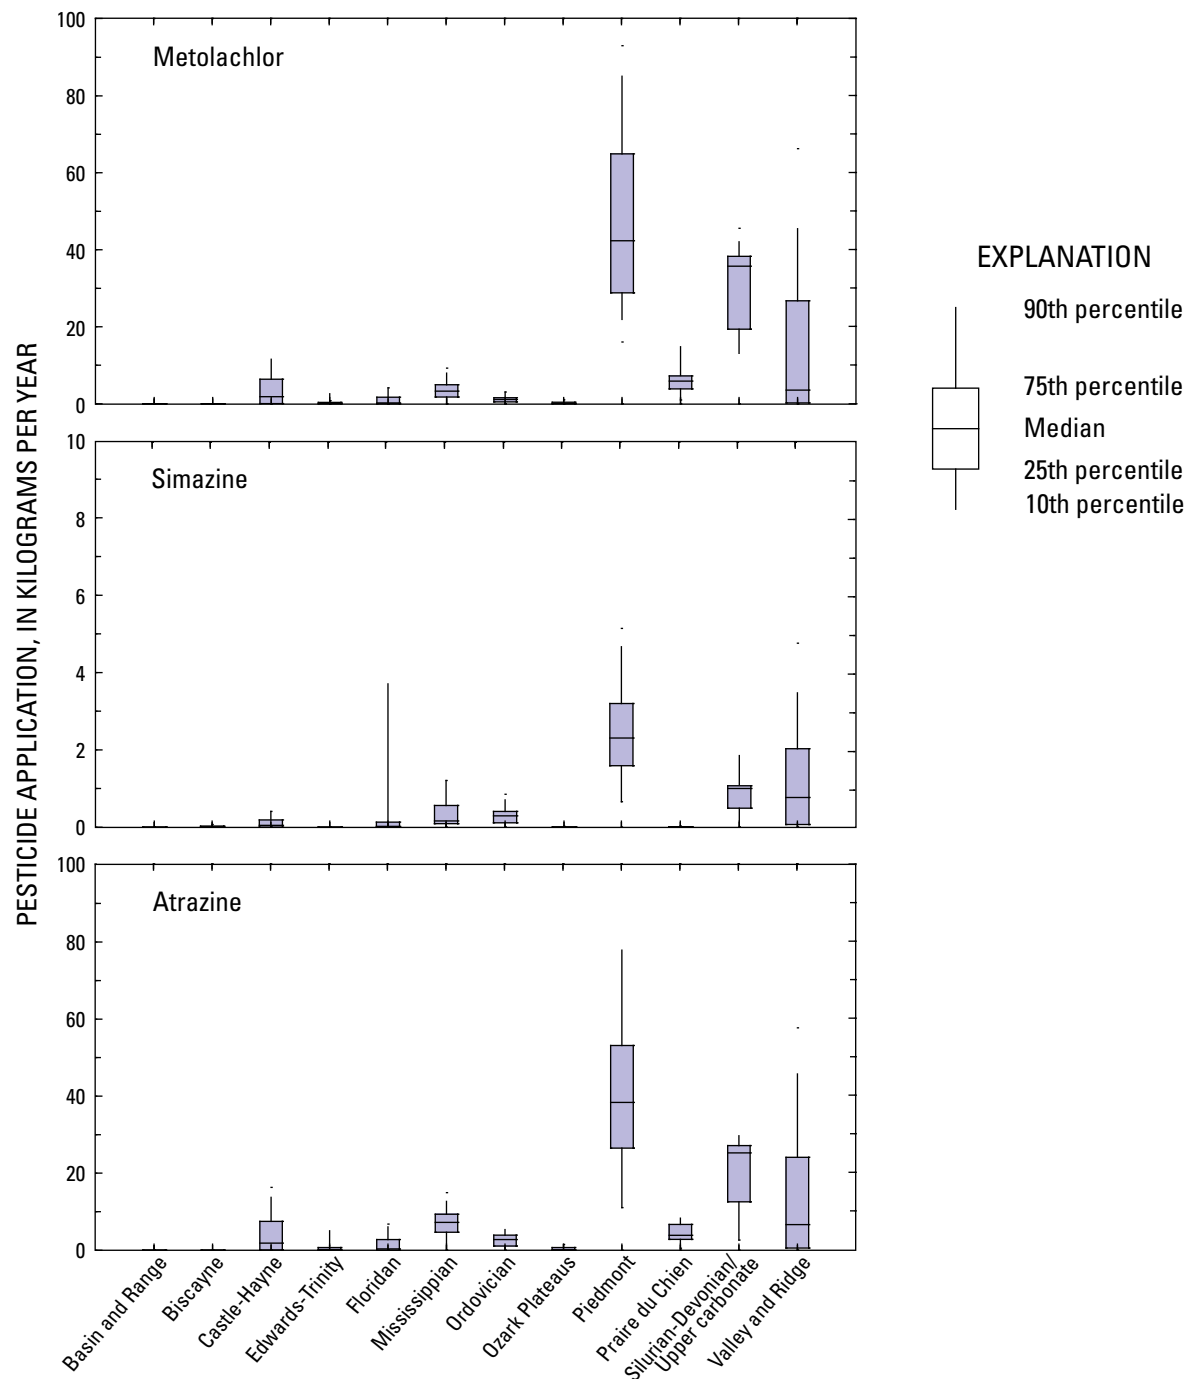 PESTICIDE APPLICATION, IN KILOGRAMS PER YEAR
100
80
60
40
20
0
Metolachlor
10
8
6
4
2
0
Simazine
100
80
60
40
20
0
Atrazine
Basin and Range
Biscayne
Castle-Hayne
Edwards-Trinity
Floridan
Mississippian
Ordovician
Ozark Plateaus
Piedmont
Praire du Chien
Silurian-Devonian/
Upper carbonate
Valley and Ridge
EXPLANATION
90th percentile
75th percentile
Median
25th percentile
10th percentile